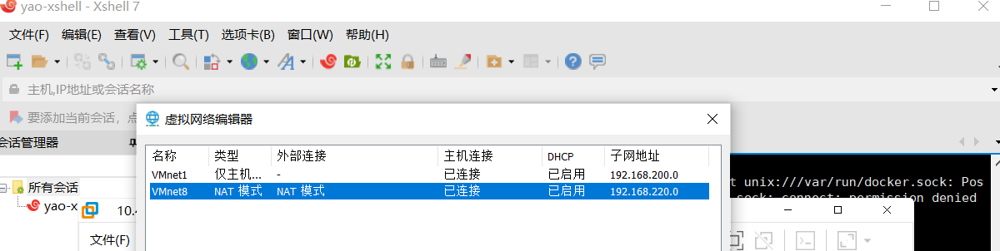 yao-xshell - Xshell 7
文件(F) 编辑(E) 查看(V) 工具(T) 选项卡(B) 窗口(W) 帮助(H)
主机,IP地址或会话名称
要添加当前会话，点
虚拟网络编辑器
会话管理器
名称 类型 外部连接 主机连接 DHCP 子网地址
VMnet1 仅主机... - 已连接 已启用 192.168.200.0
VMnet8 NAT 模式 NAT 模式 已连接 已启用 192.168.220.0
t unix:///var/run/docker.sock: Pos
sock: connect: permission denied
所有会话
yao-x
10.4
文件(F)